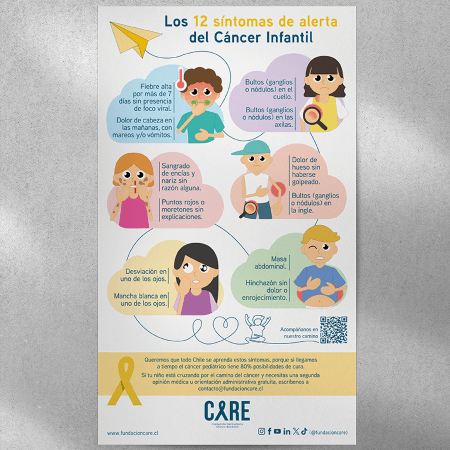 Los 12 síntomas de alerta
del Cáncer Infantil
Fiebre alta
por más de 7
días sin presencia
de foco viral.
Dolor de cabeza en
las mañanas, con
mareos y/o vómitos.
Bultos (ganglios
o nódulos) en el
cuello.
Bultos (ganglios
o nódulos) en las
axilas.
Sangrado
de encías y
nariz sin
razón alguna.
Puntos rojos o
moretones sin
explicaciones.
Dolor de
hueso sin
haberse
golpeado.
Bultos (ganglios
o nódulos) en
la ingle.
Desviación en
uno de los ojos.
Mancha blanca en
uno de los ojos.
Masa
abdominal.
Hinchazón sin
dolor o
enrojecimiento.
Acompáñanos en
nuestro camino
Queremos que todo Chile se aprenda estos síntomas, porque si llegamos
a tiempo el cáncer pediátrico tiene 80% posibilidades de cura.
Si tu niño está cruzando por el camino del cáncer y necesitas una segunda
opinión médica u orientación administrativa gratuita, escríbenos a
contacto@fundacioncare.cl
CARE
www.fundacioncare.cl
(@fundacioncare)